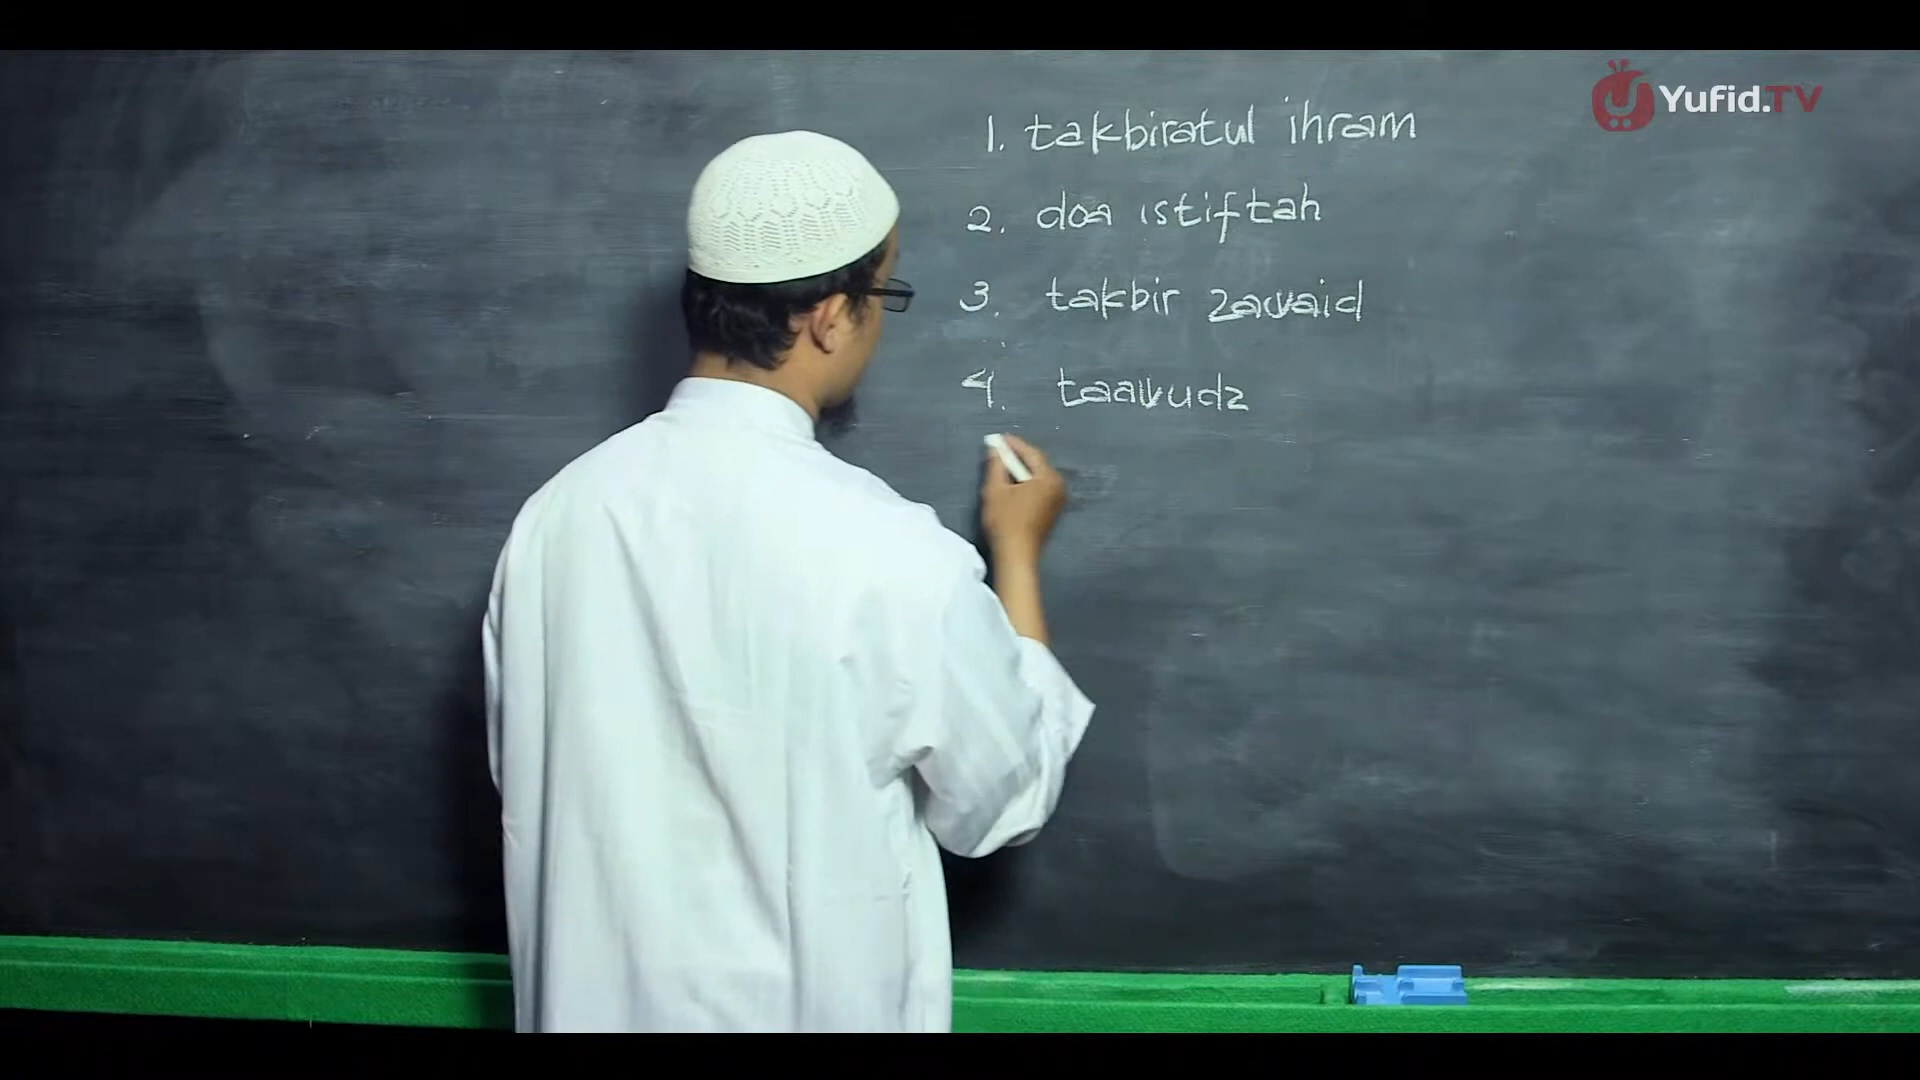 Yufid.TV
1. takbiratul ihram
2. doa istiftah
3. takbir zawaid
4. taawudz